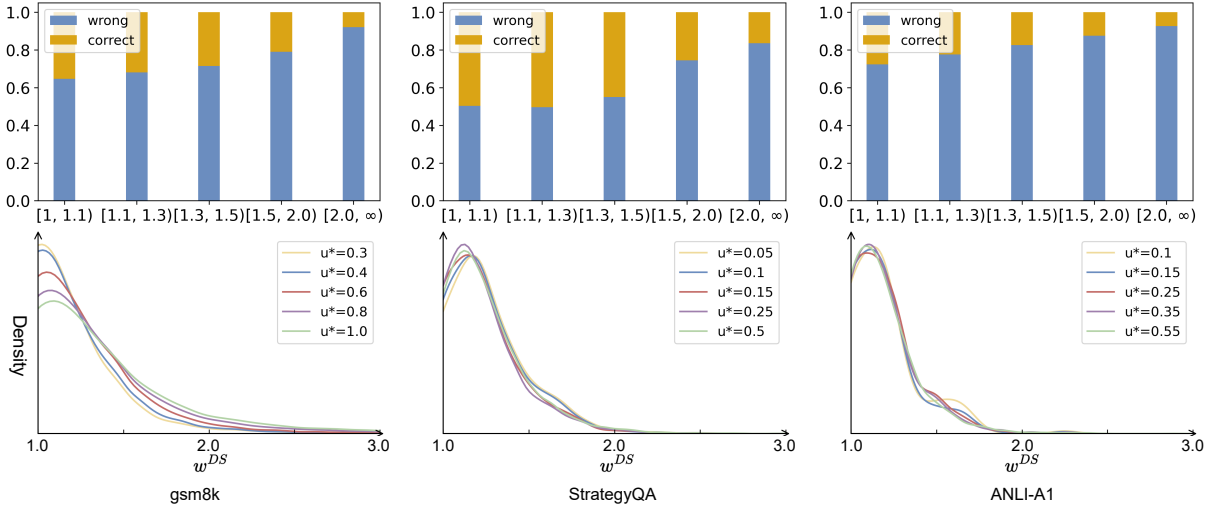 1.0
0.8
0.6
0.4
0.2
0.0
wrong
correct
[1, 1.1) [1.1, 1.3)[1.3, 1.5)[1.5, 2.0) [2.0, ∞)
1.0
0.8
0.6
0.4
0.2
0.0
wrong
correct
[1, 1.1) [1.1, 1.3)[1.3, 1.5)[1.5, 2.0) [2.0, ∞)
1.0
0.8
0.6
0.4
0.2
0.0
wrong
correct
[1, 1.1) [1.1, 1.3)[1.3, 1.5)[1.5, 2.0) [2.0, ∞)
Density
u*=0.3
u*=0.4
u*=0.6
u*=0.8
u*=1.0
1.0 2.0 3.0
w^{DS}
gsm8k
u*=0.05
u*=0.1
u*=0.15
u*=0.25
u*=0.5
1.0 2.0 3.0
w^{DS}
StrategyQA
u*=0.1
u*=0.15
u*=0.25
u*=0.35
u*=0.55
1.0 2.0 3.0
w^{DS}
ANLI-A1